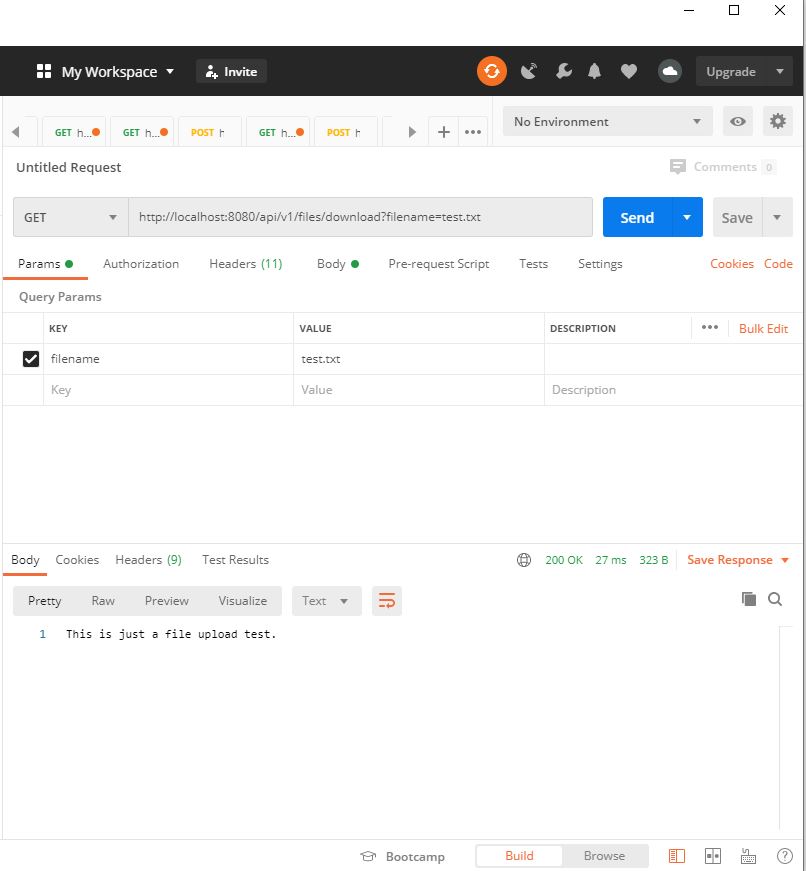 My Workspace Invite Upgrade
GET h... GET h... POST h GET h... POST h + ••• No Environment
Untitled Request Comments 0
GET http://localhost:8080/api/v1/files/download?filename=test.txt Send Save
Params Authorization Headers (11) Body Pre-request Script Tests Settings Cookies Code
Query Params
KEY VALUE DESCRIPTION ••• Bulk Edit
filename test.txt
Key Value Description
Body Cookies Headers (9) Test Results 200 OK 27 ms 323 B Save Response
Pretty Raw Preview Visualize Text
1 This is just a file upload test.
Bootcamp Build Browse ?